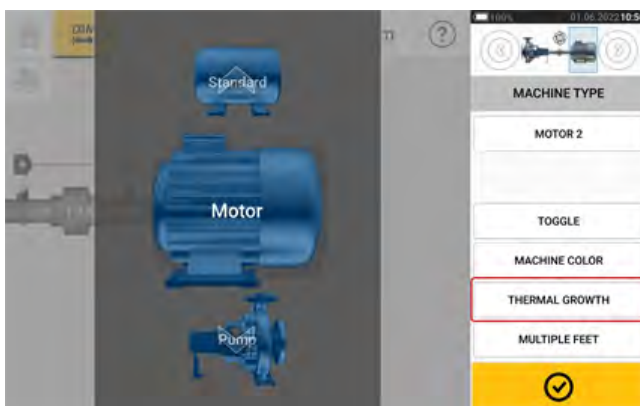 Standard
Motor
Pump
?
100%
01.06.2022 10:5
MACHINE TYPE
MOTOR 2
TOGGLE
MACHINE COLOR
THERMAL GROWTH
MULTIPLE FEET